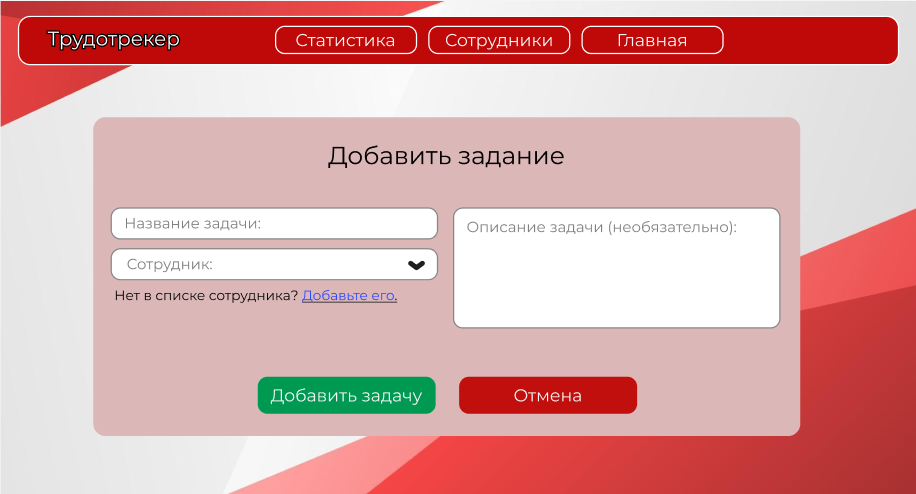 Трудотрекер
Статистика
Сотрудники
Главная
Добавить задание
Название задачи:
Сотрудник:
Нет в списке сотрудника? Добавьте его.
Описание задачи (необязательно):
Добавить задачу
Отмена